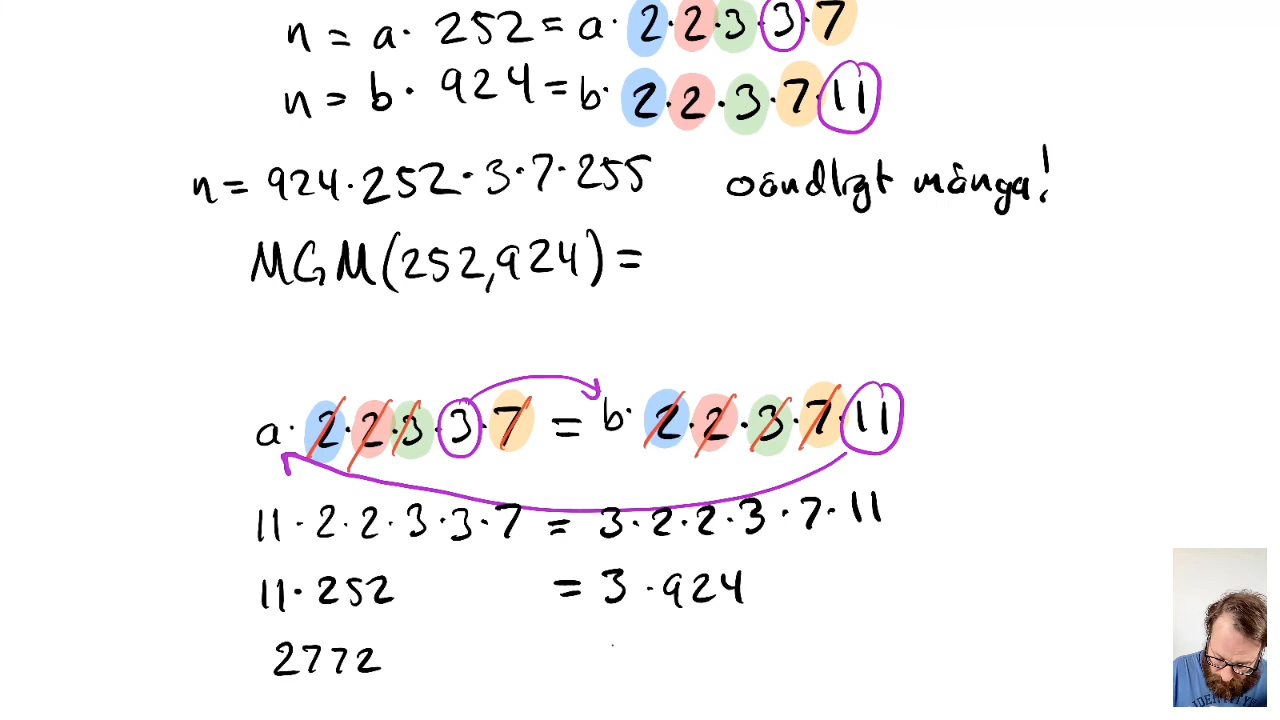 n = a · 252 = a · 2 · 2 · 3 · 3 · 7
n = b · 924 = b · 2 · 2 · 3 · 7 · 11
n = 924 · 252 · 3 · 7 · 255 oändligt många!
MGM(252,924) =
a · 2 · 2 · 3 · 3 · 7 = b · 2 · 2 · 3 · 7 · 11
11 · 2 · 2 · 3 · 3 · 7 = 3 · 2 · 2 · 3 · 7 · 11
11 · 252 = 3 · 924
2772
IDENTITY